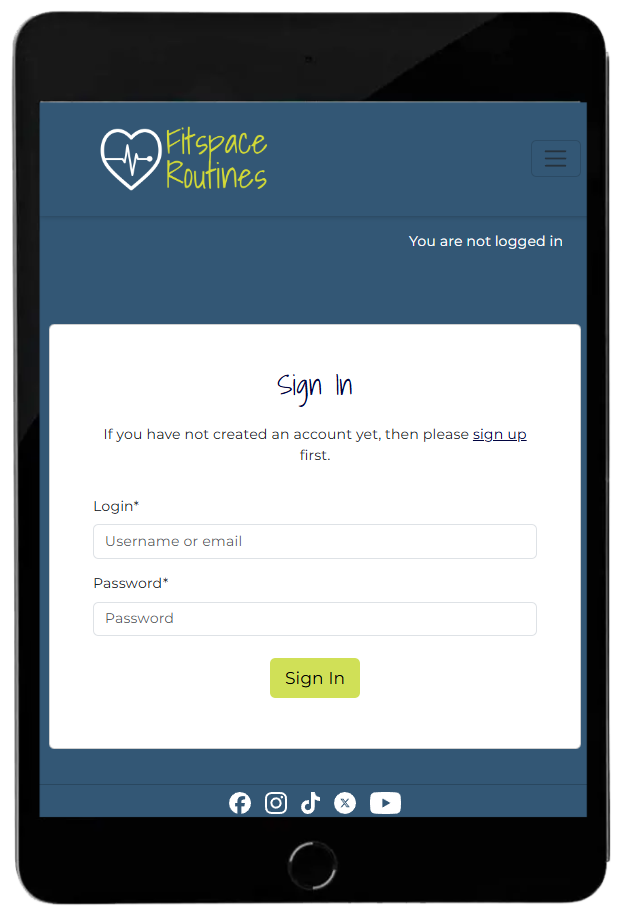 Fitspace
Routines
You are not logged in
Sign In
If you have not created an account yet, then please sign up
first.
Login*
Username or email
Password*
Password
Sign In